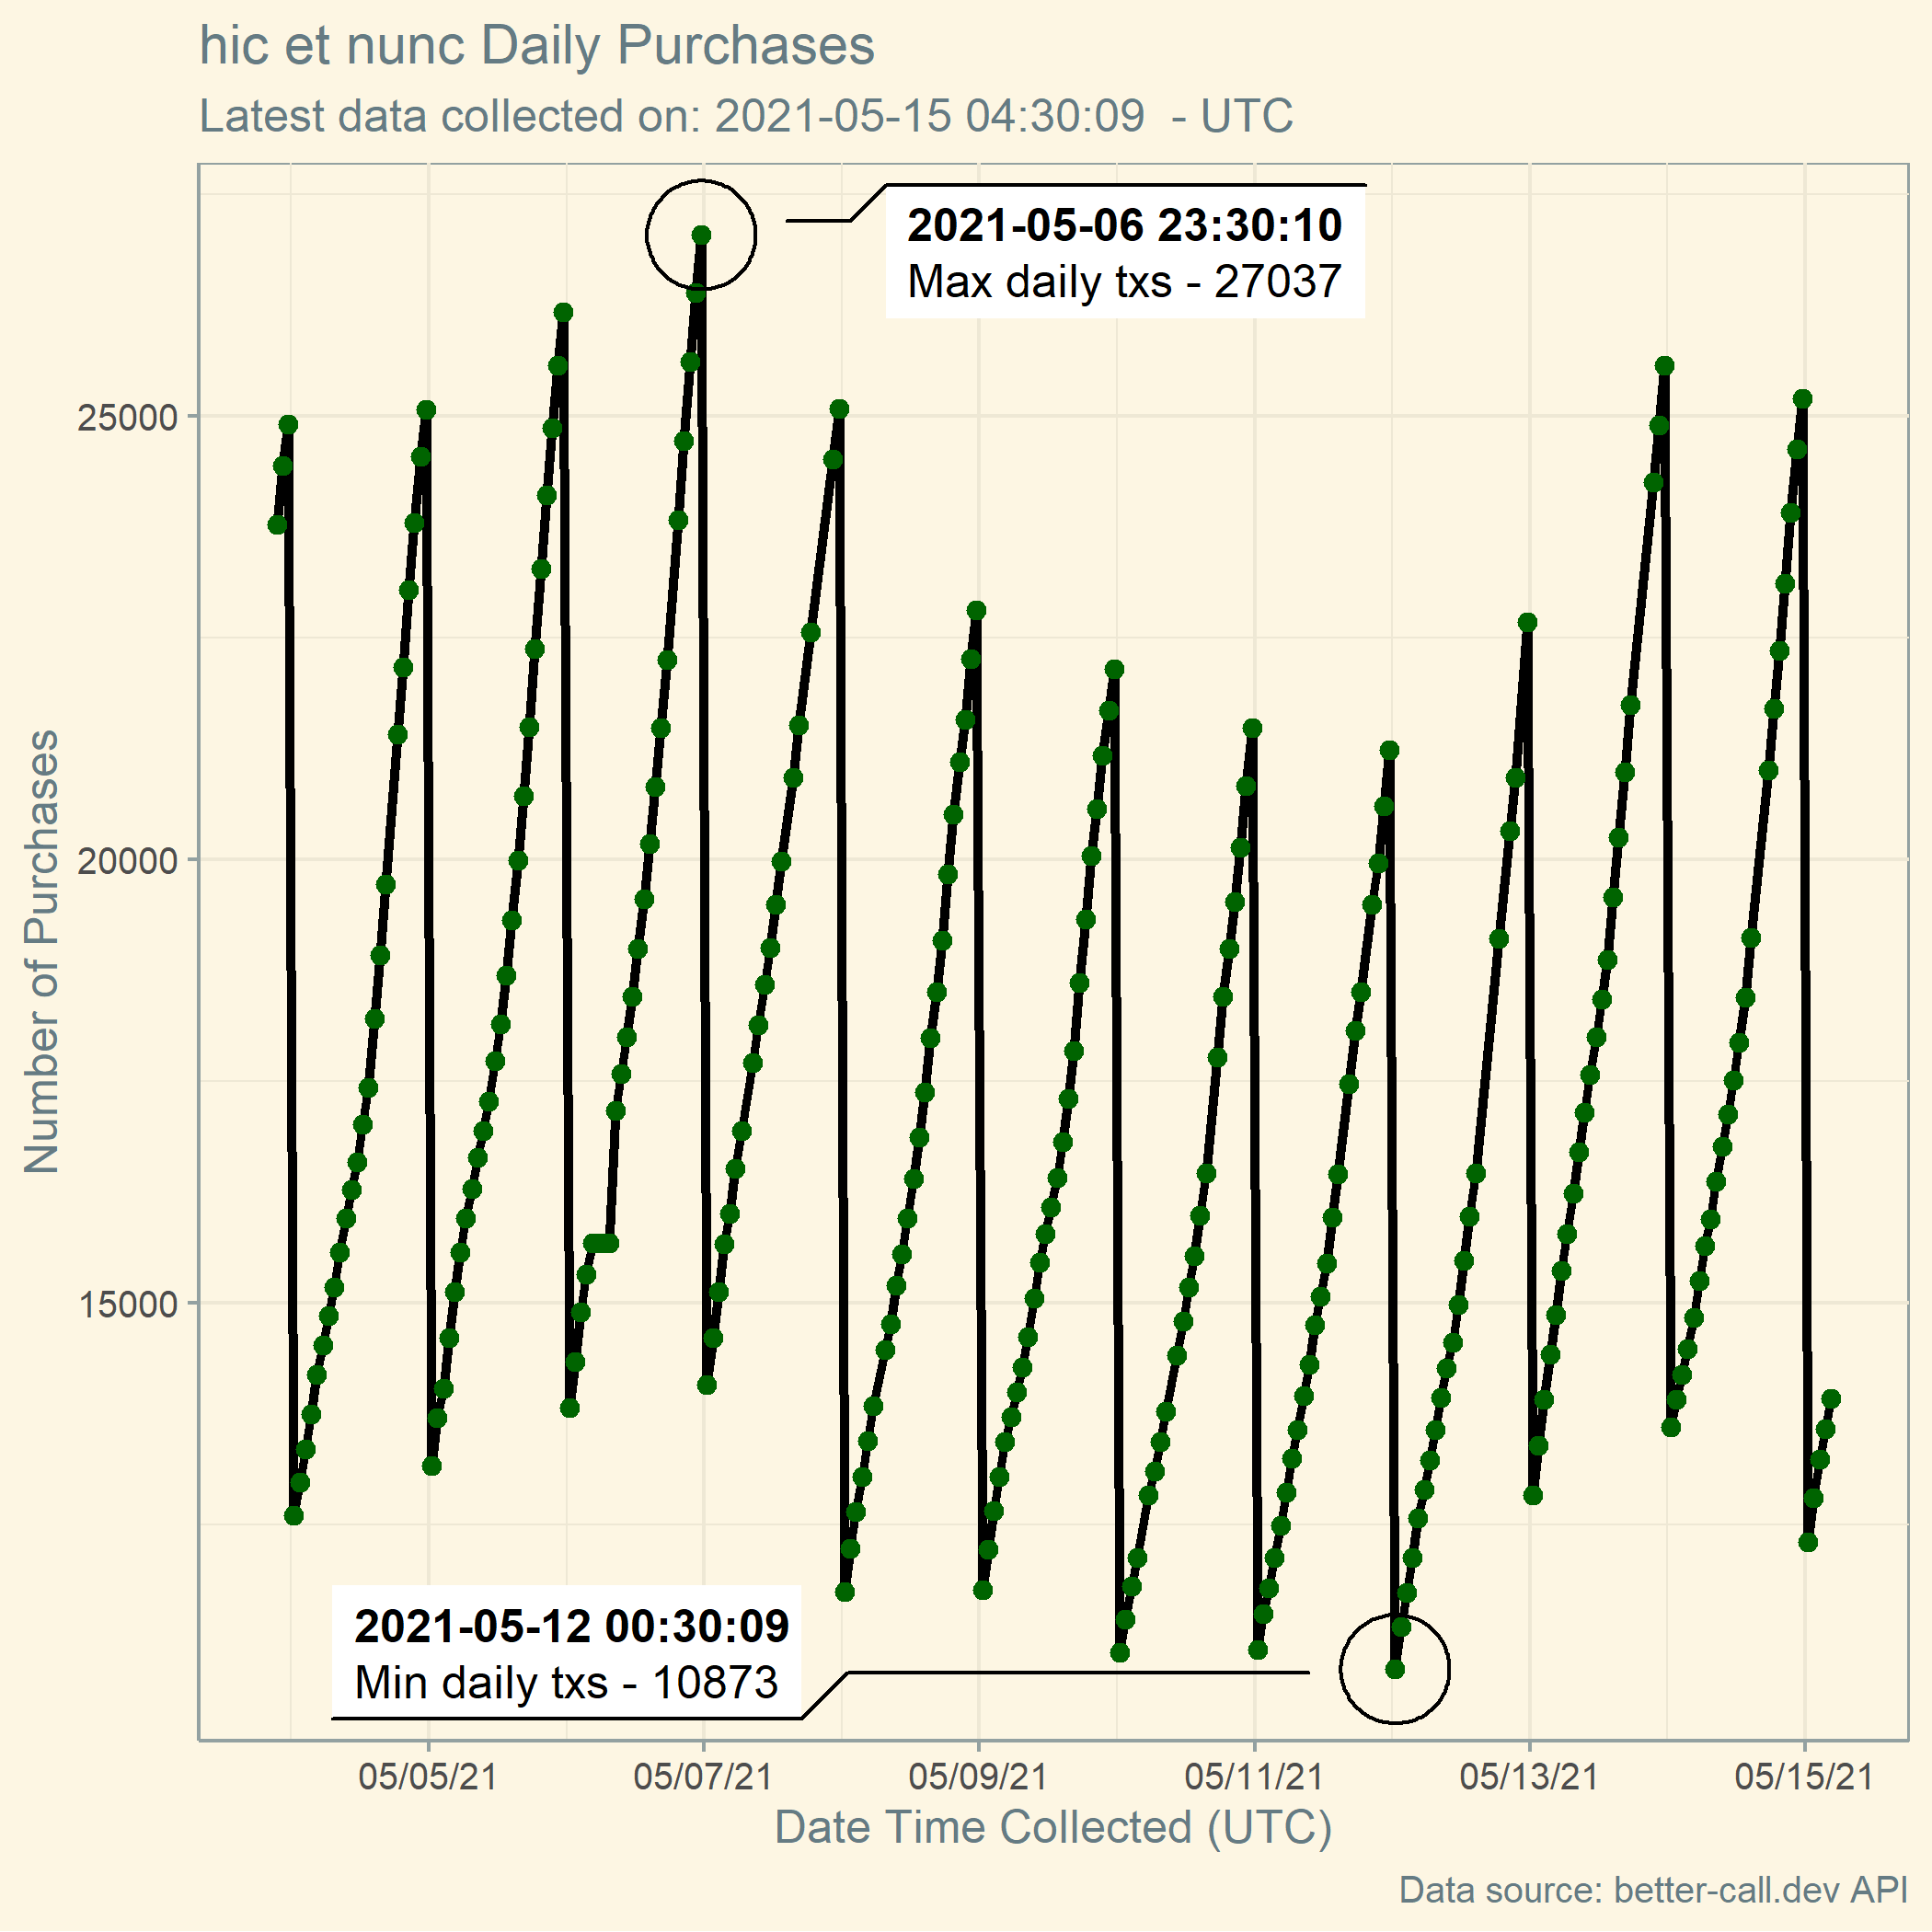 hic et nunc Daily Purchases
Latest data collected on: 2021-05-15 04:30:09  - UTC
2021-05-06 23:30:10
Max daily txs - 27037
25000
20000
15000
Number of Purchases
2021-05-12 00:30:09
Min daily txs - 10873
05/05/21 05/07/21 05/09/21 05/11/21 05/13/21 05/15/21
Date Time Collected (UTC)
Data source: better-call.dev API